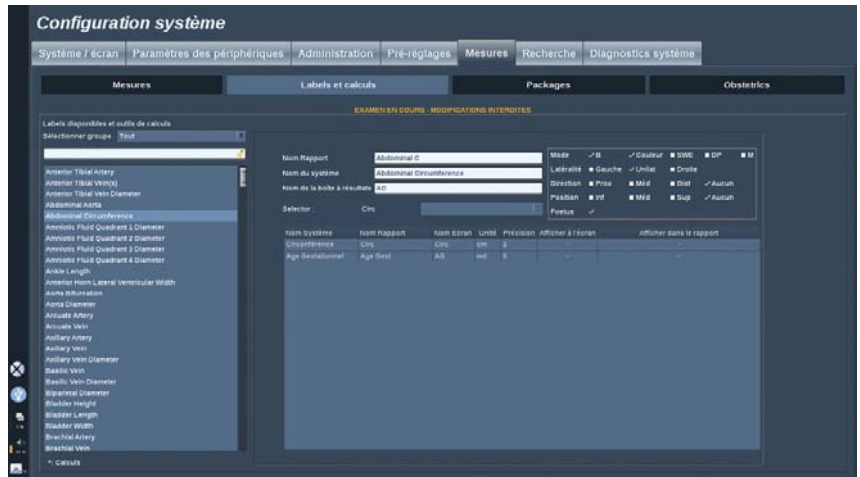 Configuration système
Système / écran Paramètres des périphériques Administration Pré-réglages Mesures Recherche Diagnostics système
Mesures Labels et calculs Packages Obstetrics
EXAMEN EN COURS - MODIFICATIONS INTERDITES
Labels disponibles et outils de calculs
Sélectionner groupe Tout
Anterior Tibial Artery
Anterior Tibial Vein(s)
Anterior Tibial Vein Diameter
Abdominal Aorta
Abdominal Circumference
Amniotic Fluid Quadrant 1 Diameter
Amniotic Fluid Quadrant 2 Diameter
Amniotic Fluid Quadrant 3 Diameter
Amniotic Fluid Quadrant 4 Diameter
Ankle Length
Anterior Horn Lateral Ventricular Width
Aorta Bifurcation
Aorta Diameter
Arcuate Artery
Arcuate Vein
Axillary Artery
Axillary Vein
Axillary Vein Diameter
Basilic Vein
Basilic Vein Diameter
Biparietal Diameter
Bladder Height
Bladder Length
Bladder Width
Brachial Artery
Brachial Vein
*: Calculs
Nom Rapport Abdominal C
Nom du système Abdominal Circumference
Nom de la boîte à résultats AC
Selector : Circ
Mode B Couleur SWE DP M
Latéralité Gauche Unilat Droite
Direction Prox Méd Dist Aucun
Position Inf Méd Sup Aucun
Foetus
Nom Système Nom Rapport Nom Ecran Unité Précision Afficher à l'écran Afficher dans le rapport
Circonférence Circ Circ cm 2
Age Gestationnel Age Gest AG wd 0